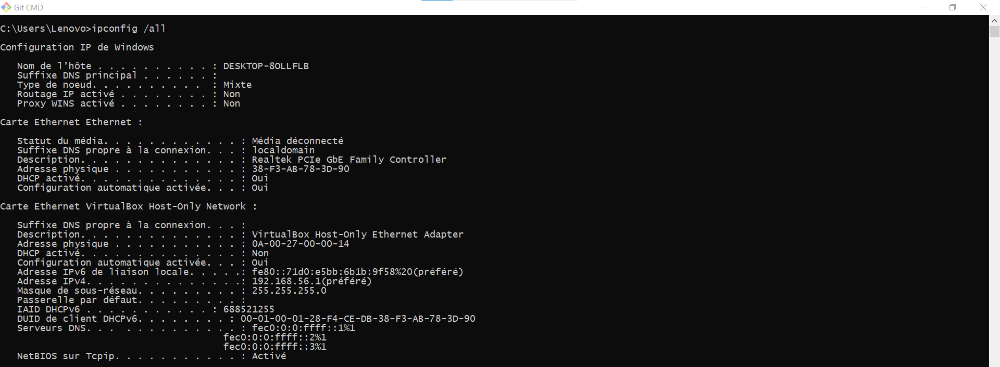 Git CMD
C:\Users\Lenovo>ipconfig /all
Configuration IP de Windows
Nom de l’hôte . . . . . . . . . . : DESKTOP-8OLLFLB
Suffixe DNS principal . . . . . . :
Type de noeud. . . . . . . . . .  : Mixte
Routage IP activé . . . . . . . . : Non
Proxy WINS activé . . . . . . . . : Non
Carte Ethernet Ethernet :
Statut du média. . . . . . . . . . . . : Média déconnecté
Suffixe DNS propre à la connexion. . . : localdomain
Description. . . . . . . . . . . . . . : Realtek PCIe GbE Family Controller
Adresse physique . . . . . . . . . . . : 38-F3-AB-78-3D-90
DHCP activé. . . . . . . . . . . . . . : Oui
Configuration automatique activée. . . : Oui
Carte Ethernet VirtualBox Host-Only Network :
Suffixe DNS propre à la connexion. . . :
Description. . . . . . . . . . . . . . : VirtualBox Host-Only Ethernet Adapter
Adresse physique . . . . . . . . . . . : 0A-00-27-00-00-14
DHCP activé. . . . . . . . . . . . . . : Non
Configuration automatique activée. . . : Oui
Adresse IPv6 de liaison locale. . . . .: fe80::71d0:e5bb:6b1b:9f58%20(préféré)
Adresse IPv4. . . . . . . . . . . . . .: 192.168.56.1(préféré)
Masque de sous-réseau. . . . . . . . . : 255.255.255.0
Passerelle par défaut. . . . . . . . . :
IAID DHCPv6 . . . . . . . . . . . : 688521255
DUID de client DHCPv6. . . . . . . . : 00-01-00-01-28-F4-CE-DB-38-F3-AB-78-3D-90
Serveurs DNS. . .  . . . . . . . . . . : fec0:0:0:ffff::1%1
fec0:0:0:ffff::2%1
fec0:0:0:ffff::3%1
NetBIOS sur Tcpip. . . . . . . . . . . : Activé